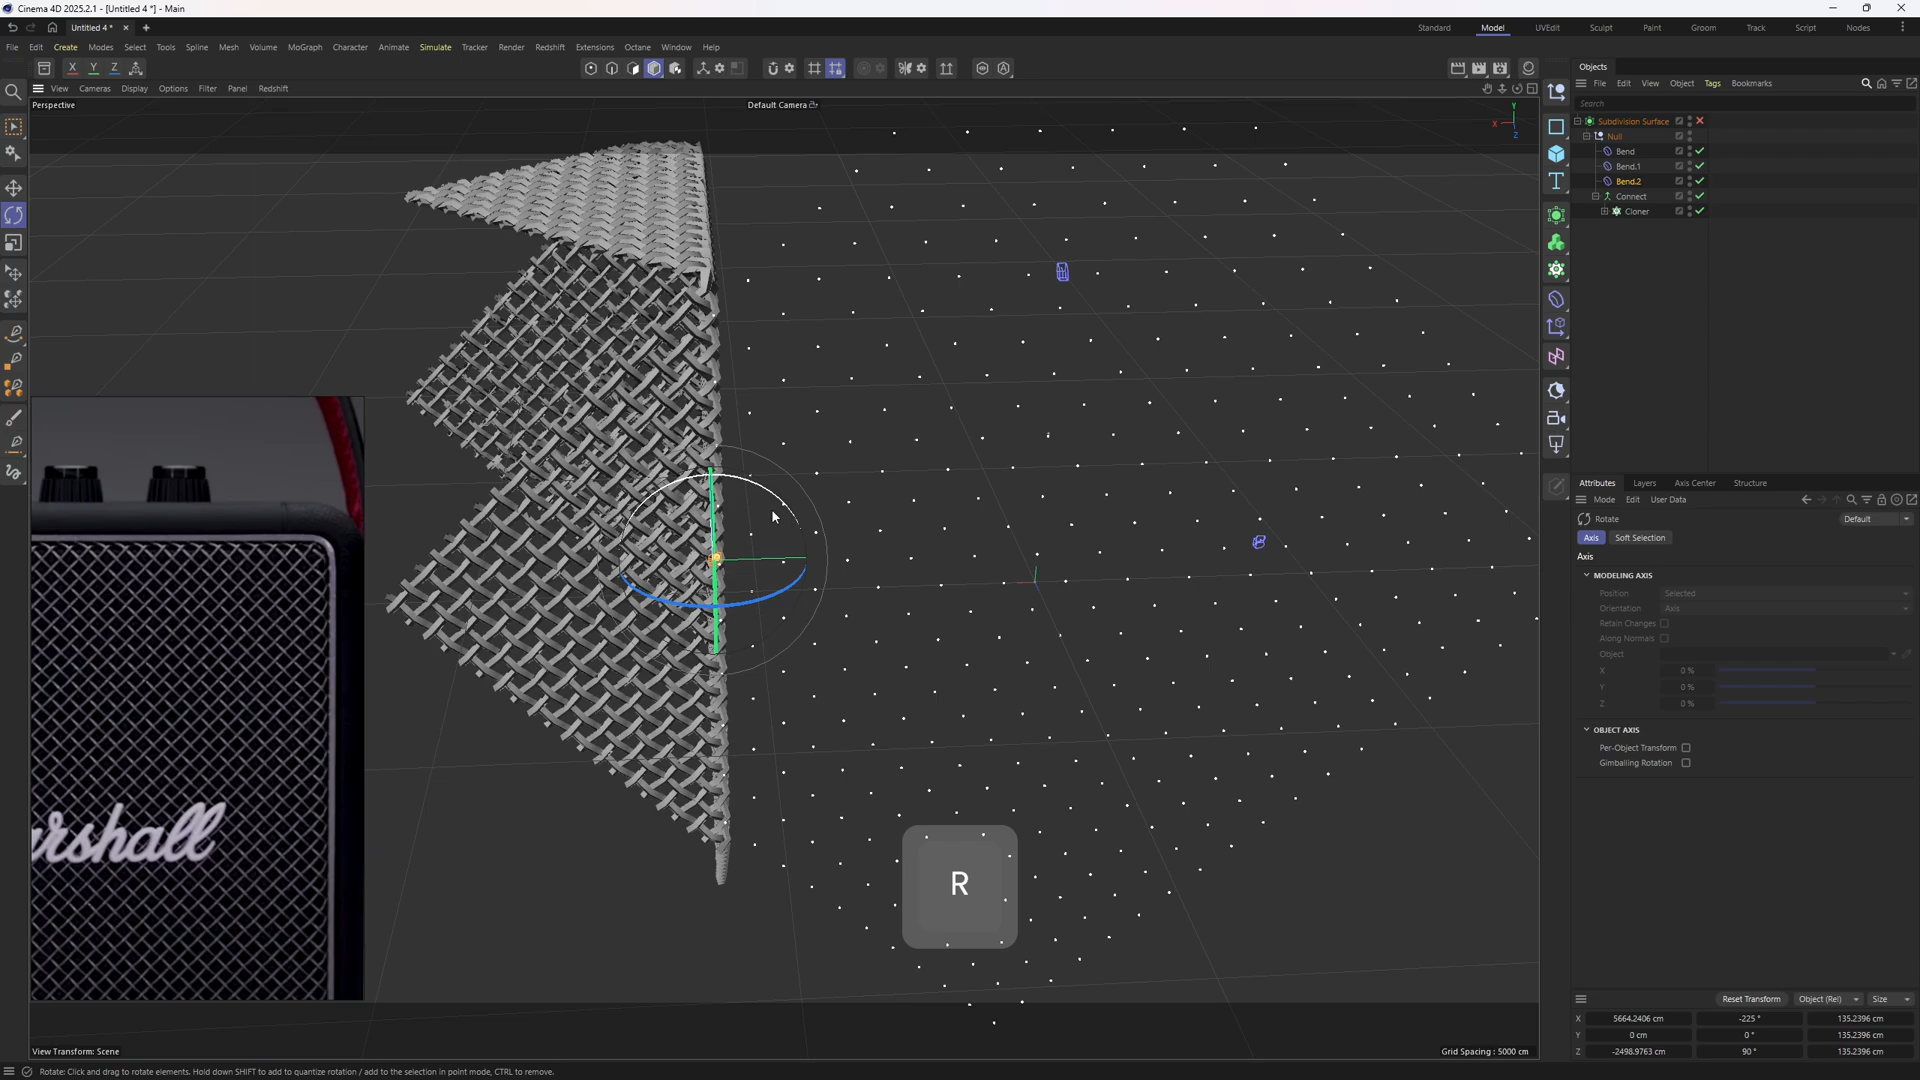 Cinema 4D 2025.2.1 - [Untitled 4 *] - Main
Untitled 4 *
Standard
Model
UVEdit
Sculpt
Paint
Groom
Track
Script
Nodes
File Edit Create Modes Select Tools Spline Mesh Volume MoGraph Character Animate Simulate Tracker Render Redshift Extensions Octane Window Help
X Y Z
View Cameras Display Options Filter Panel Redshift
Perspective
Default Camera
Y
X
Z
Objects
File Edit View Object Tags Bookmarks
Search
Subdivision Surface
Null
Bend
Bend.1
Bend.2
Connect
Cloner
Attributes Layers Axis Center Structure
Mode Edit User Data
Rotate
Default
Axis
Soft Selection
Axis
MODELING AXIS
Position Selected
Orientation Axis
Retain Changes
Along Normals
Object
X 0 %
Y 0 %
Z 0 %
OBJECT AXIS
Per-Object Transform
Gimballing Rotation
arshall
R
Reset Transform
Object (Rel)
Size
X 5664.2406 cm -225 ° 135.2396 cm
Y 0 cm 0 ° 135.2396 cm
Z -2498.9763 cm 90 ° 135.2396 cm
View Transform: Scene
Grid Spacing : 5000 cm
Rotate: Click and drag to rotate elements. Hold down SHIFT to add to quantize rotation / add to the selection in point mode, CTRL to remove.